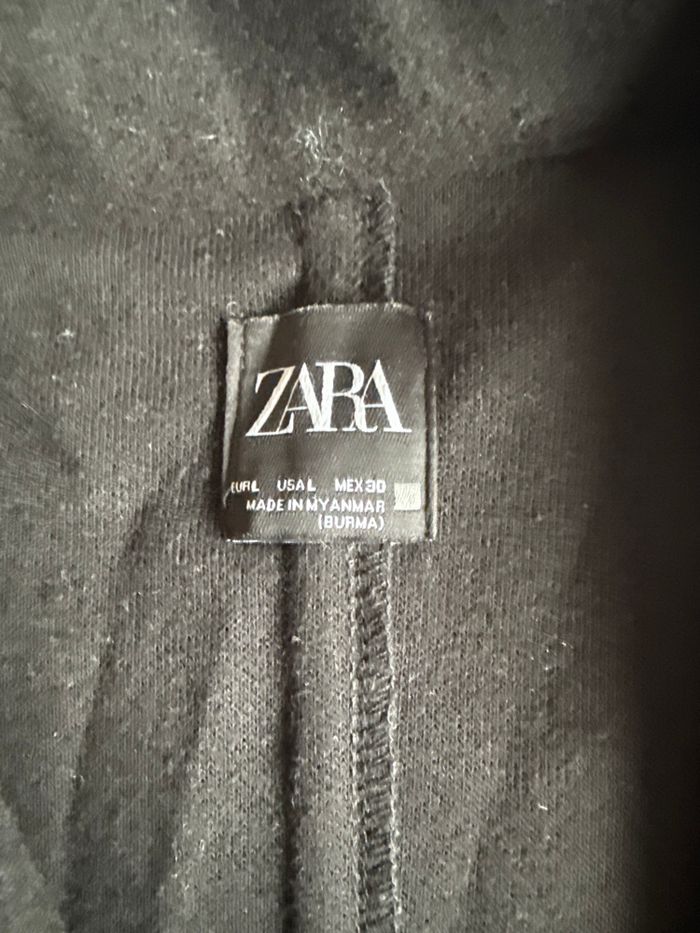 ZARA
EUR L USA L MEX 30
MADE IN MYANMAR
(BURMA)